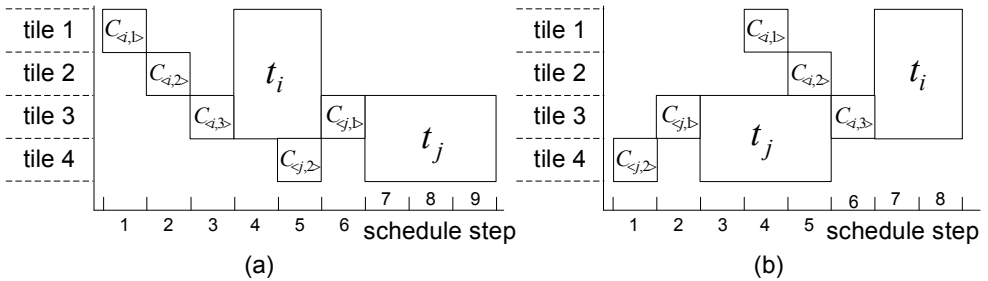 tile 1
tile 2
tile 3
tile 4
C<i,1>
C<i,2>
C<i,3>
t_i
C<j,1>
C<j,2>
t_j
1 2 3 4 5 6 7 8 9
schedule step
(a)
tile 1
tile 2
tile 3
tile 4
C<i,1>
C<i,2>
C<i,3>
t_i
C<j,1>
C<j,2>
t_j
1 2 3 4 5 6 7 8
schedule step
(b)